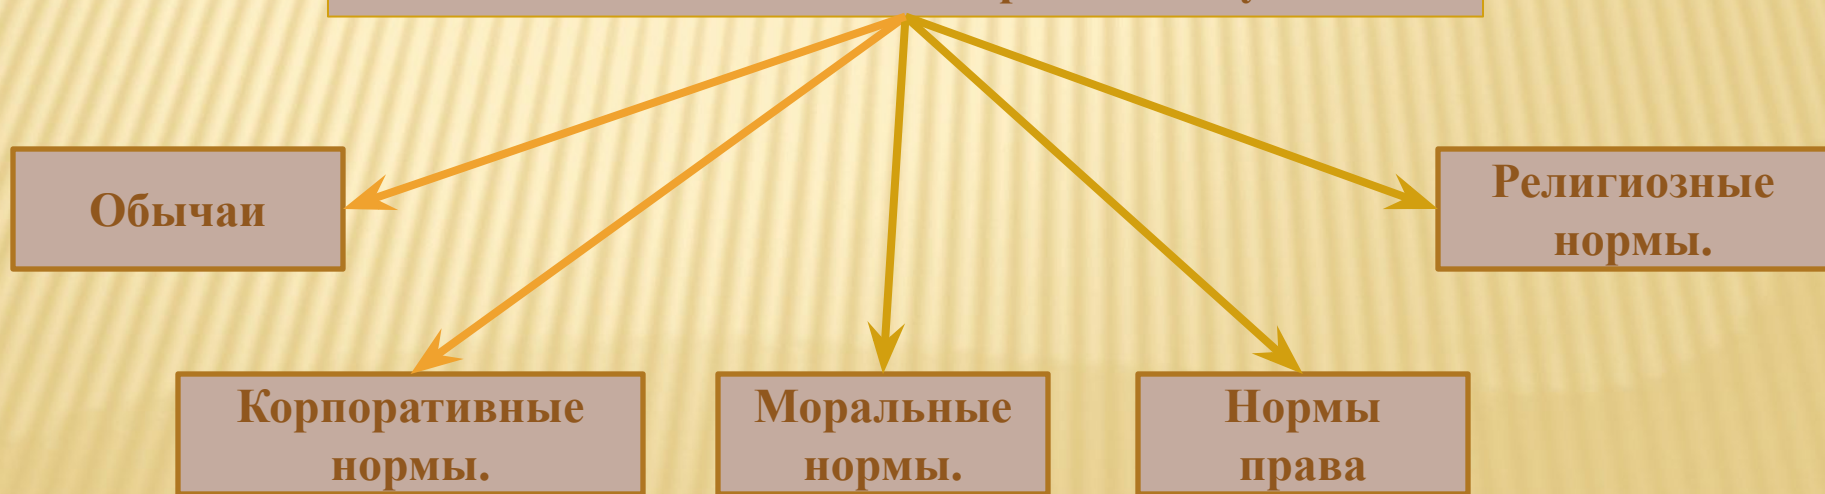 Обычаи
Религиозные
нормы.
Корпоративные
нормы.
Моральные
нормы.
Нормы
права